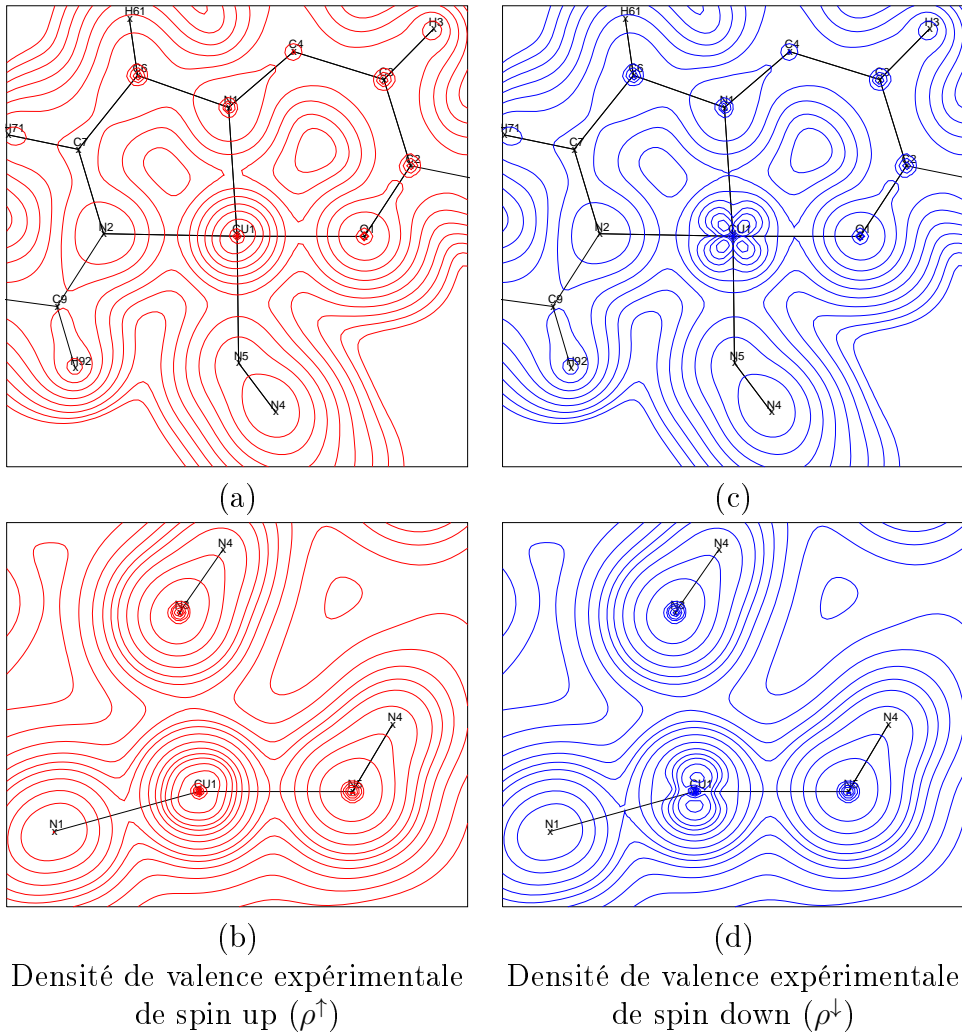 H61
H3
C4
C6
C3
N1
H71
C7
C2
N2
CU1
O1
C9
H92
N5
N4
(a)
H61
H3
C4
C6
C3
N1
H71
C7
C2
N2
CU1
O1
C9
H92
N5
N4
(c)
N4
N3
N4
CU1
N5
N1
(b)
N4
N3
N4
CU1
N5
N1
(d)
Densité de valence expérimentale
de spin up (ρ↑)
Densité de valence expérimentale
de spin down (ρ↓)